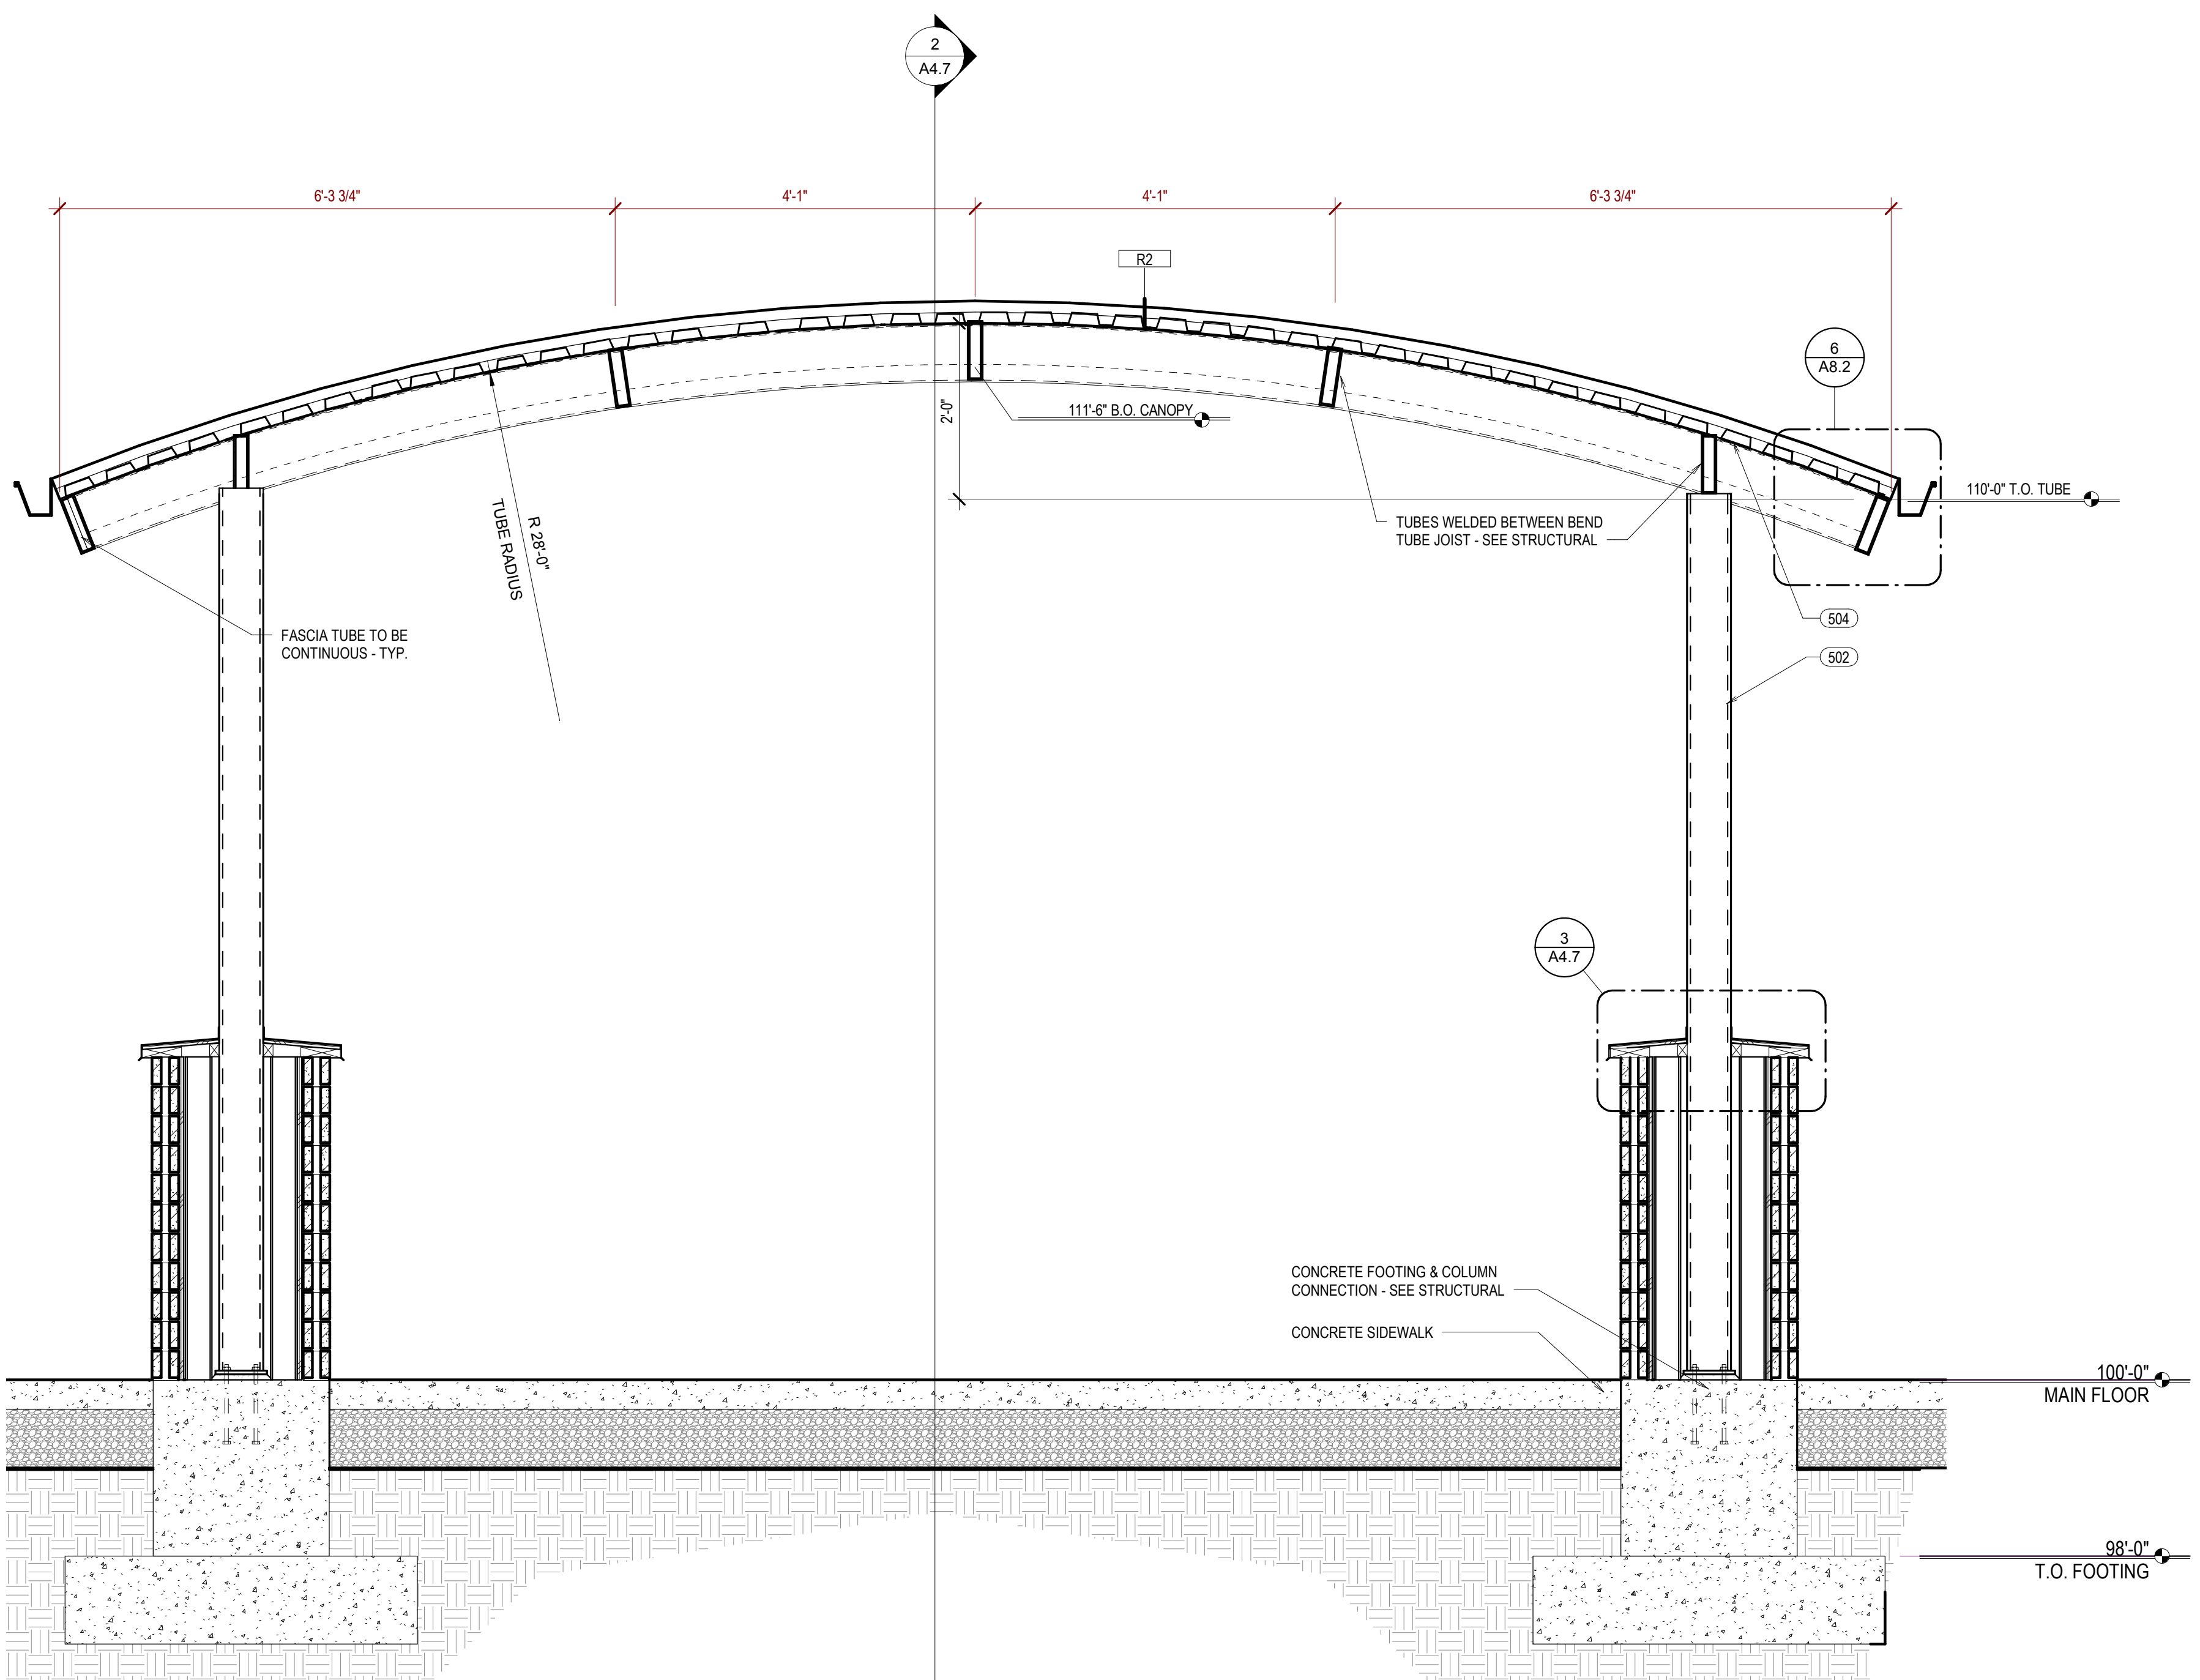 2
A4.7
6'-3 3/4"
4'-1"
4'-1"
6'-3 3/4"
R2
6
A8.2
2'-0"
111'-6" B.O. CANOPY
110'-0" T.O. TUBE
R 28'-0"
TUBE RADIUS
TUBES WELDED BETWEEN BEND
TUBE JOIST - SEE STRUCTURAL
504
FASCIA TUBE TO BE
CONTINUOUS - TYP.
502
3
A4.7
CONCRETE FOOTING & COLUMN
CONNECTION - SEE STRUCTURAL
CONCRETE SIDEWALK
100'-0"
MAIN FLOOR
98'-0"
T.O. FOOTING